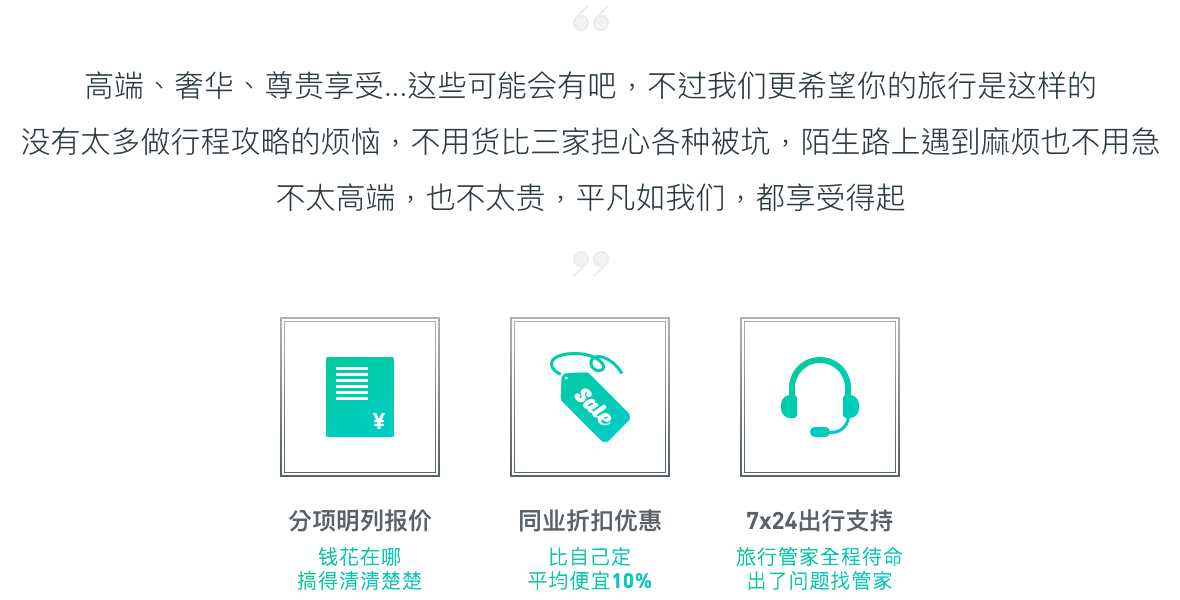 “
高端、奢华、尊贵享受...这些可能会有吧，不过我们更希望你的旅行是这样的
没有太多做行程攻略的烦恼，不用货比三家担心各种被坑，陌生路上遇到麻烦也不用急
不太高端，也不太贵，平凡如我们，都享受得起
”
¥
Sale
分项明列报价
同业折扣优惠
7x24出行支持
钱花在哪
搞得清清楚楚
比自己定
平均便宜10%
旅行管家全程待命
出了问题找管家